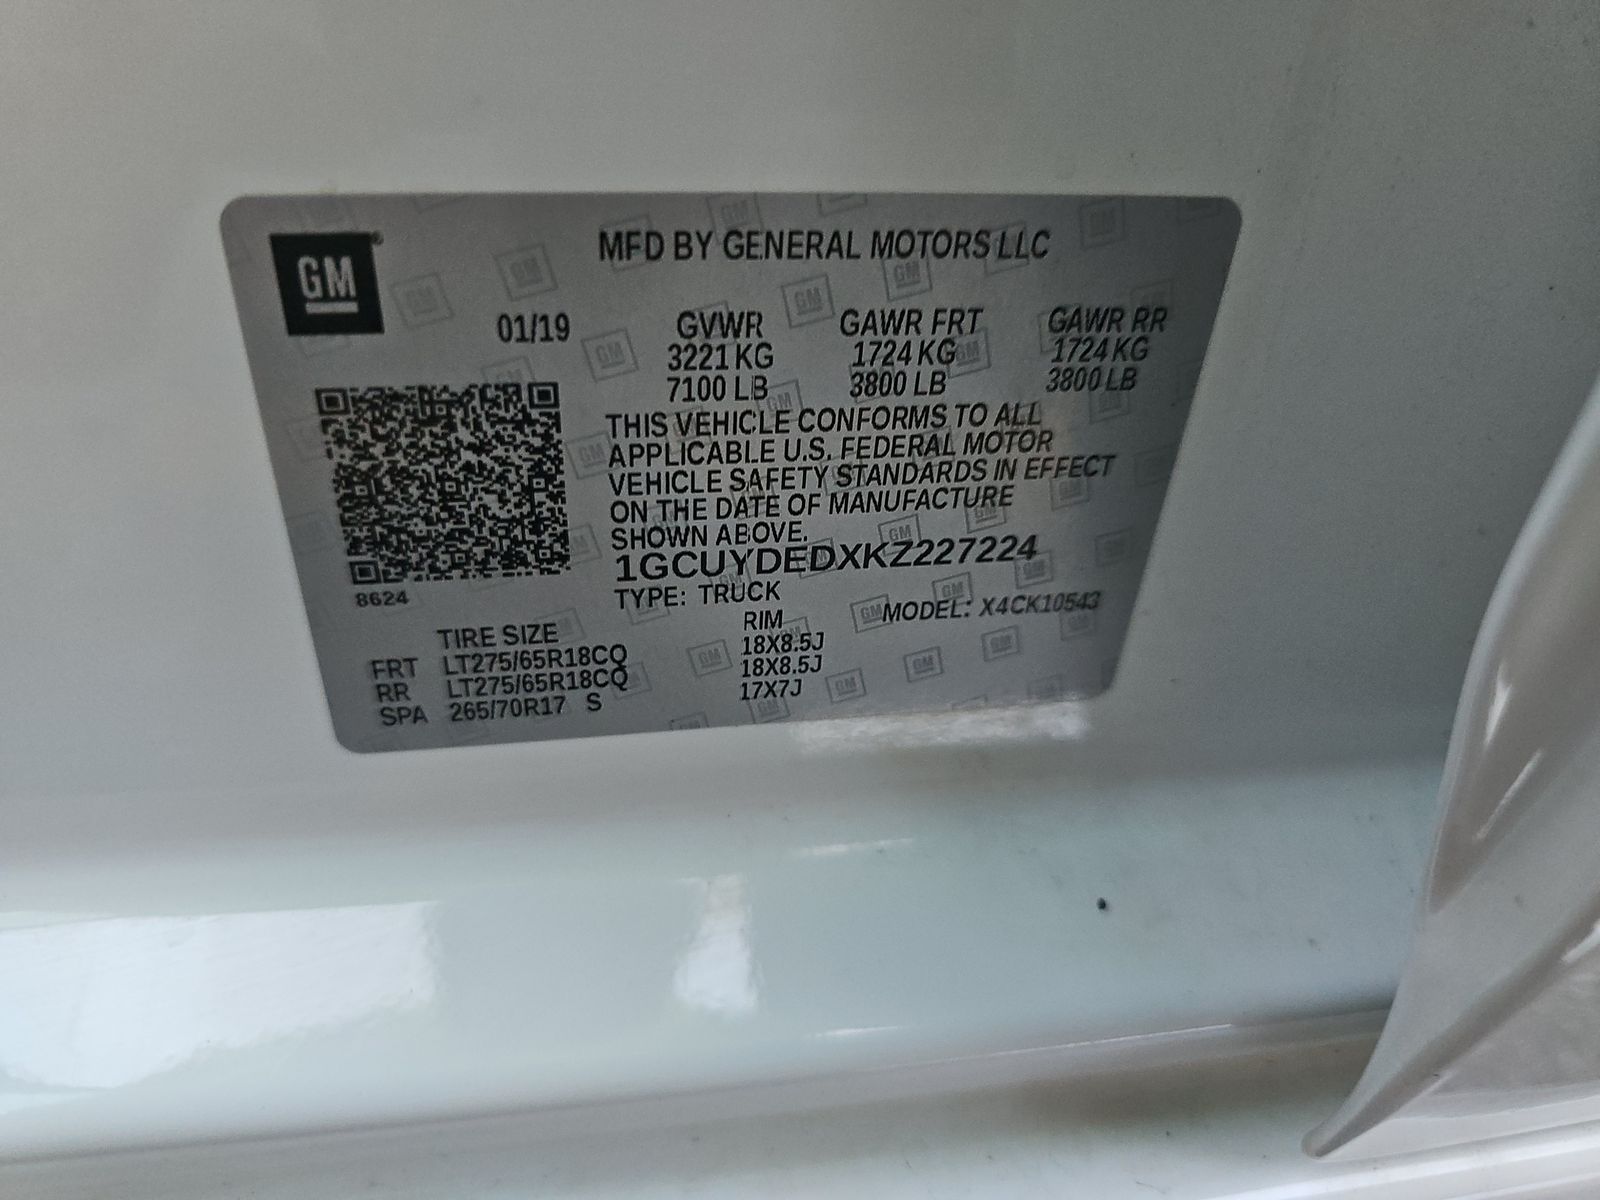 GM
MFD BY GENERAL MOTORS LLC
01/19 GVWR GAWR FRT GAWR RR
3221 KG 1724 KG 1724 KG
7100 LB 3800 LB 3800 LB
THIS VEHICLE CONFORMS TO ALL
APPLICABLE U.S. FEDERAL MOTOR
VEHICLE SAFETY STANDARDS IN EFFECT
ON THE DATE OF MANUFACTURE
SHOWN ABOVE.
1GCUYDEDXKZ227224
8624
TYPE: TRUCK MODEL: X4CK10543
TIRE SIZE RIM
FRT LT275/65R18CQ 18X8.5J
RR LT275/65R18CQ 18X8.5J
SPA 265/70R17 S 17X7J